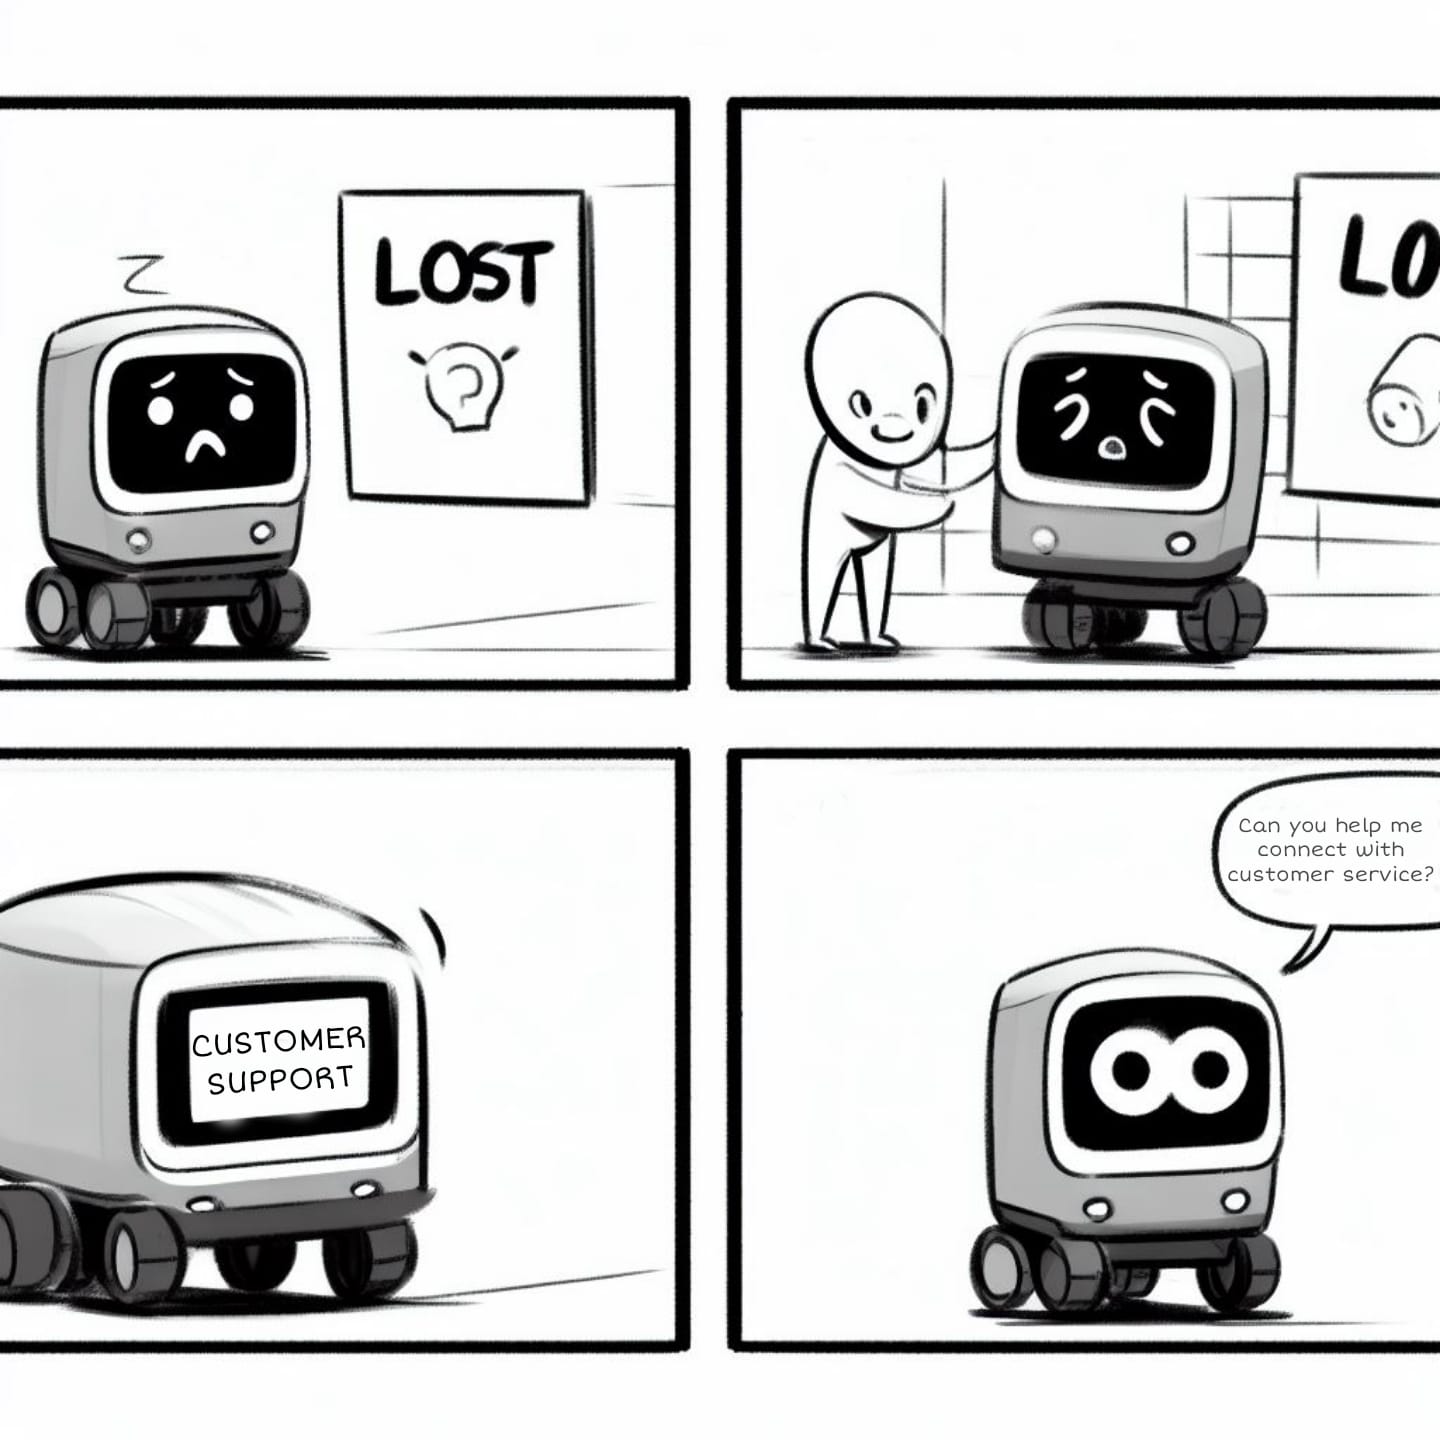 LOST
?
LO
CUSTOMER
SUPPORT
Can you help me
connect with
customer service?